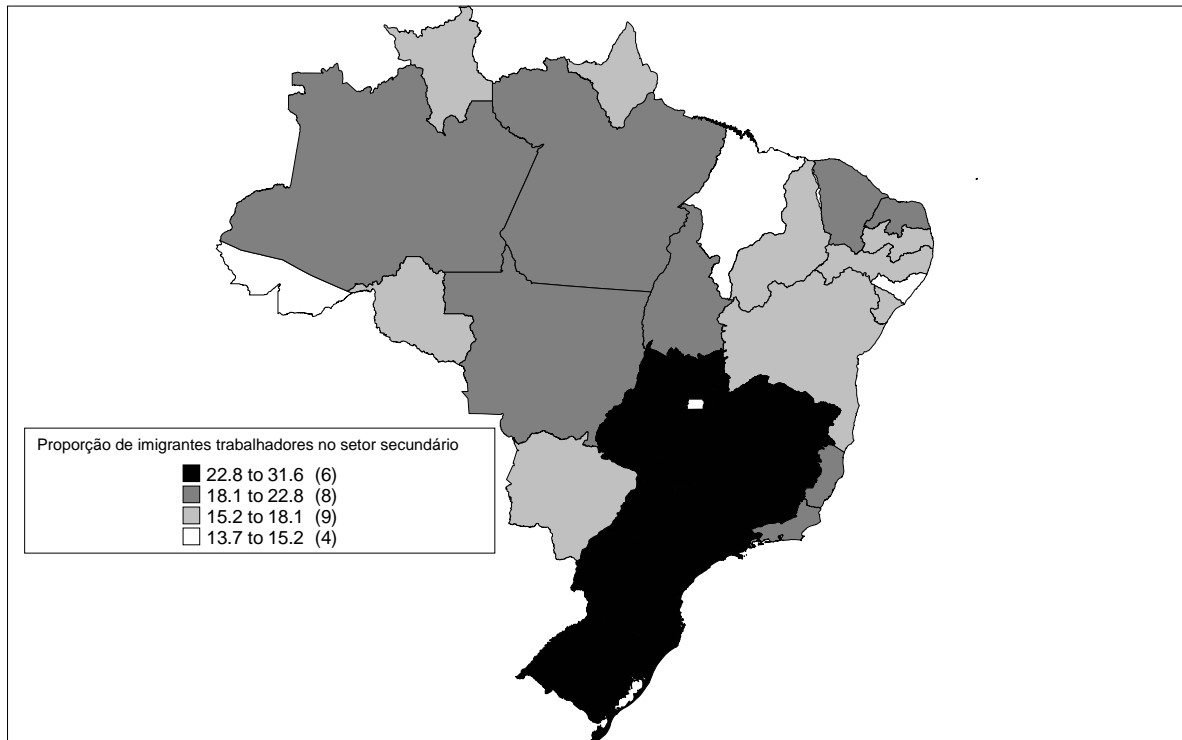 Proporção de imigrantes trabalhadores no setor secundário
22.8 to 31.6 (6)
18.1 to 22.8 (8)
15.2 to 18.1 (9)
13.7 to 15.2 (4)